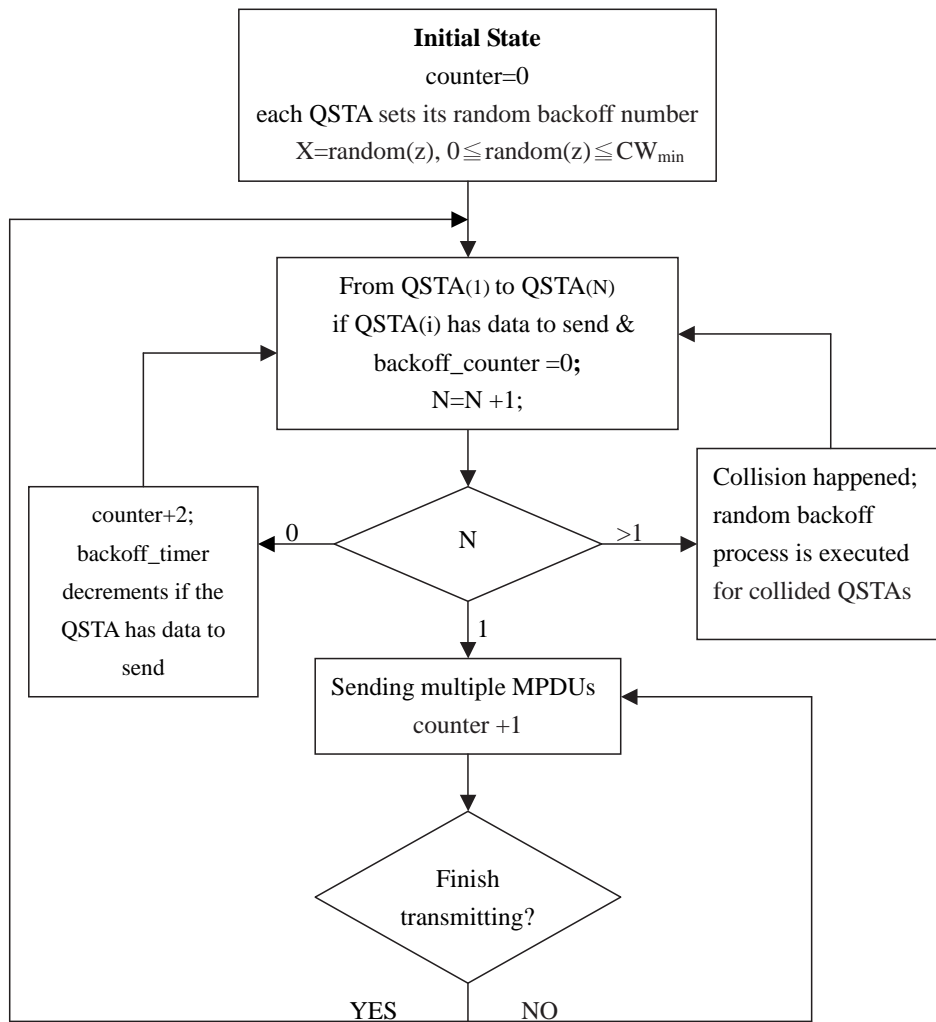 Initial State
counter=0
each QSTA sets its random backoff number
X=random(z), 0≦random(z)≦CWmin
From QSTA(1) to QSTA(N)
if QSTA(i) has data to send &
backoff_counter =0;
N=N +1;
counter+2;
backoff_timer
decrements if the
QSTA has data to
send
0
N
>1
Collision happened;
random backoff
process is executed
for collided QSTAs
1
Sending multiple MPDUs
counter +1
Finish
transmitting?
YES
NO